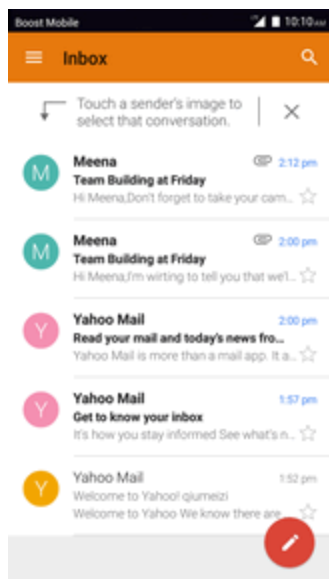 Boost Mobile 10:10 AM
Inbox
Touch a sender's image to
select that conversation.
M Meena 2:12 pm
Team Building at Friday
Hi Meena,Don't forget to take your cam...
M Meena 2:00 pm
Team Building at Friday
Hi Meena,I'm wirting to tell you that we'l...
Y Yahoo Mail 2:00 pm
Read your mail and today's news fro...
Yahoo Mail is more than a mail app. It a...
Y Yahoo Mail 1:57 pm
Get to know your inbox
It's how you stay informed See what's n...
Y Yahoo Mail 1:52 pm
Welcome to Yahoo! qiumeizi
Welcome to Yahoo We know there are